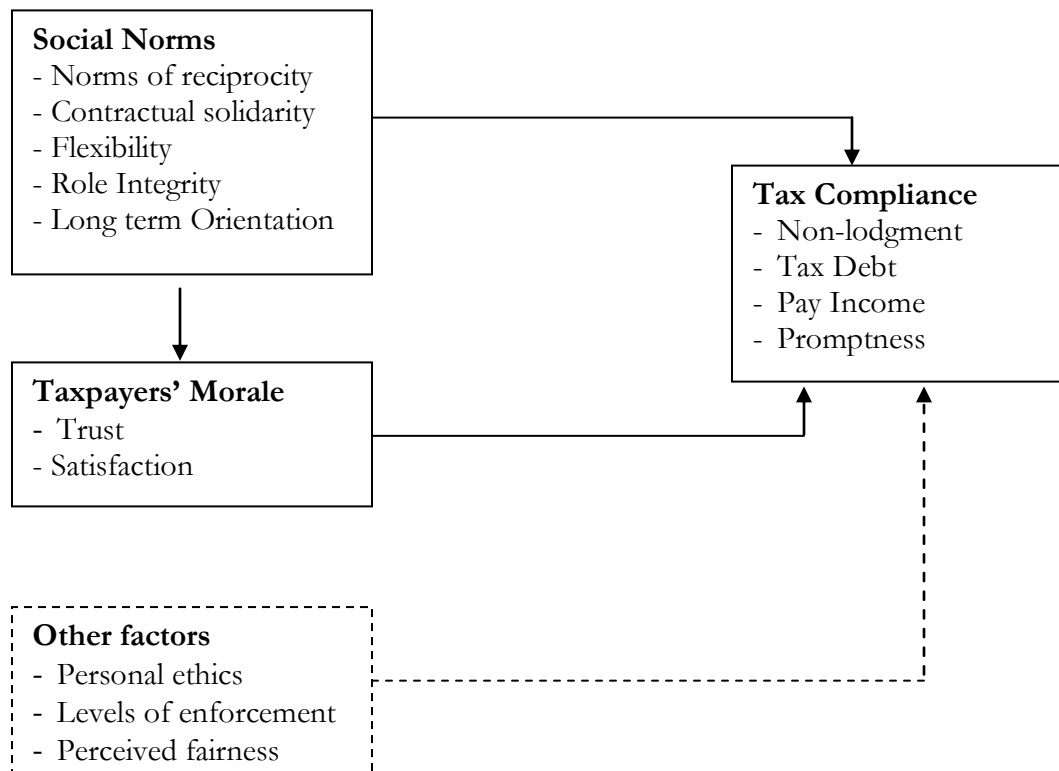 Social Norms
- Norms of reciprocity
- Contractual solidarity
- Flexibility
- Role Integrity
- Long term Orientation
Tax Compliance
- Non-lodgment
- Tax Debt
- Pay Income
- Promptness
Taxpayers’ Morale
- Trust
- Satisfaction
Other factors
- Personal ethics
- Levels of enforcement
- Perceived fairness